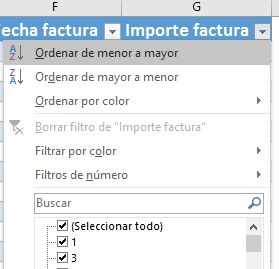 F G
echa factura Importe factura
Ordenar de menor a mayor
Ordenar de mayor a menor
Ordenar por color
Borrar filtro de "Importe factura"
Filtrar por color
Filtros de número
Buscar
(Seleccionar todo)
1
3